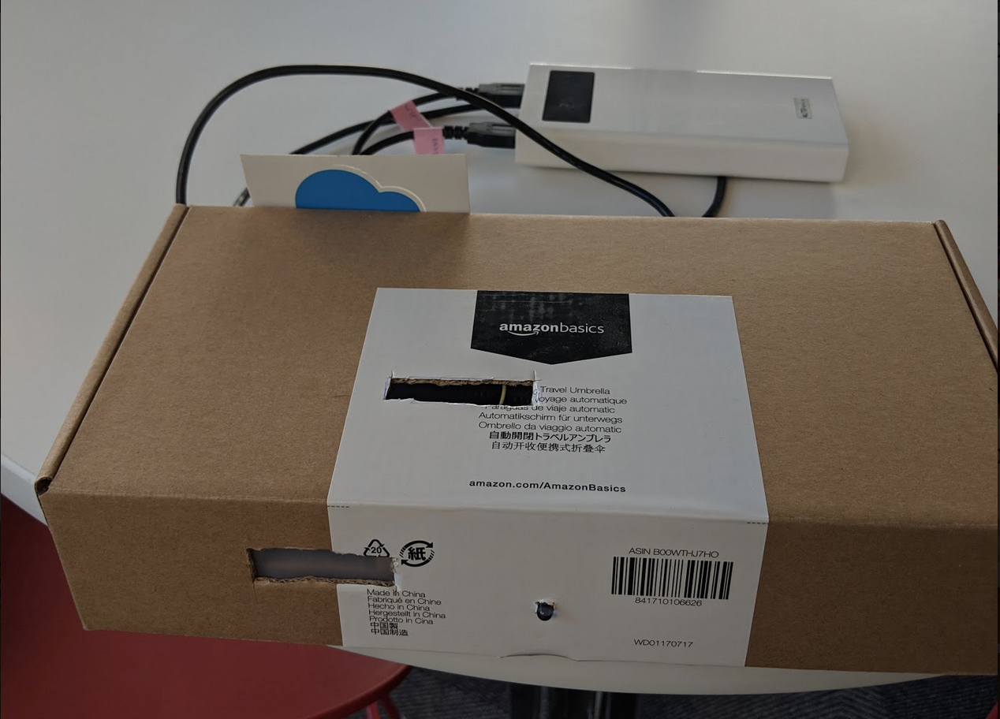 amazonbasics
Travel Umbrella
voyage automatique
Paraguas de viaje automatic
Automatikschirm für unterwegs
Ombrello da viaggio automatic
自動開閉トラベルアンブレラ
自动开收便携式折叠伞
amazon.com/AmazonBasics
20
紙
ASIN B00WTHJ7HO
841710106626
Made in China
Fabriqué en Chine
Hecho in China
Hergestellt in China
Prodotto in Cina
中国製
中国制造
WD01170717